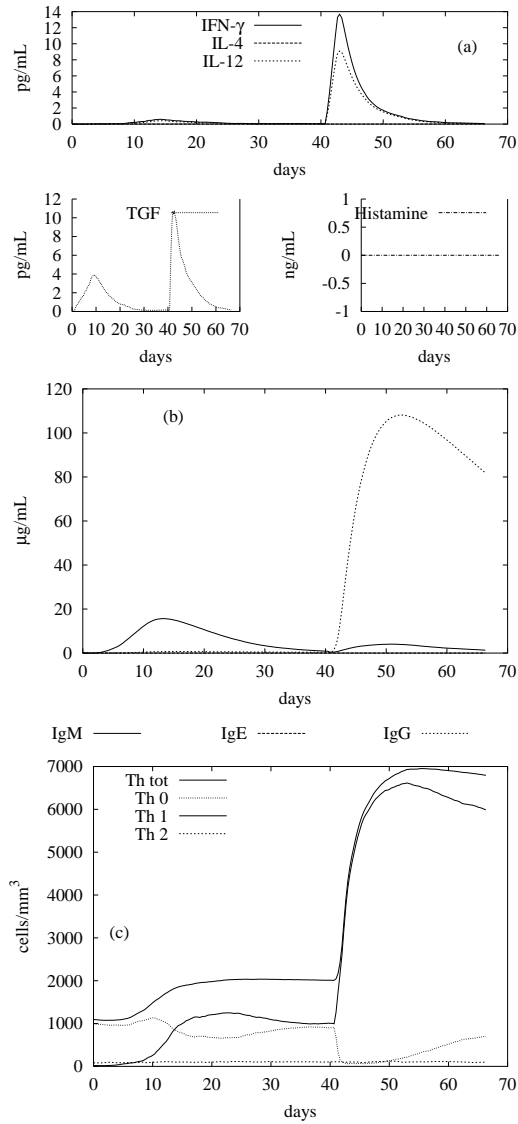 14
12
10
8
6
4
2
0
pg/mL
IFN-γ
IL-4
IL-12
(a)
0 10 20 30 40 50 60 70
days
12
10
8
6
4
2
0
pg/mL
TGF
0 10 20 30 40 50 60 70
days
1
0.5
0
-0.5
-1
ng/mL
Histamine
0 10 20 30 40 50 60 70
days
120
100
80
60
40
20
0
µg/mL
(b)
0 10 20 30 40 50 60 70
days
IgM IgE IgG
7000
6000
5000
4000
3000
2000
1000
0
cells/mm³
Th tot
Th 0
Th 1
Th 2
(c)
0 10 20 30 40 50 60 70
days